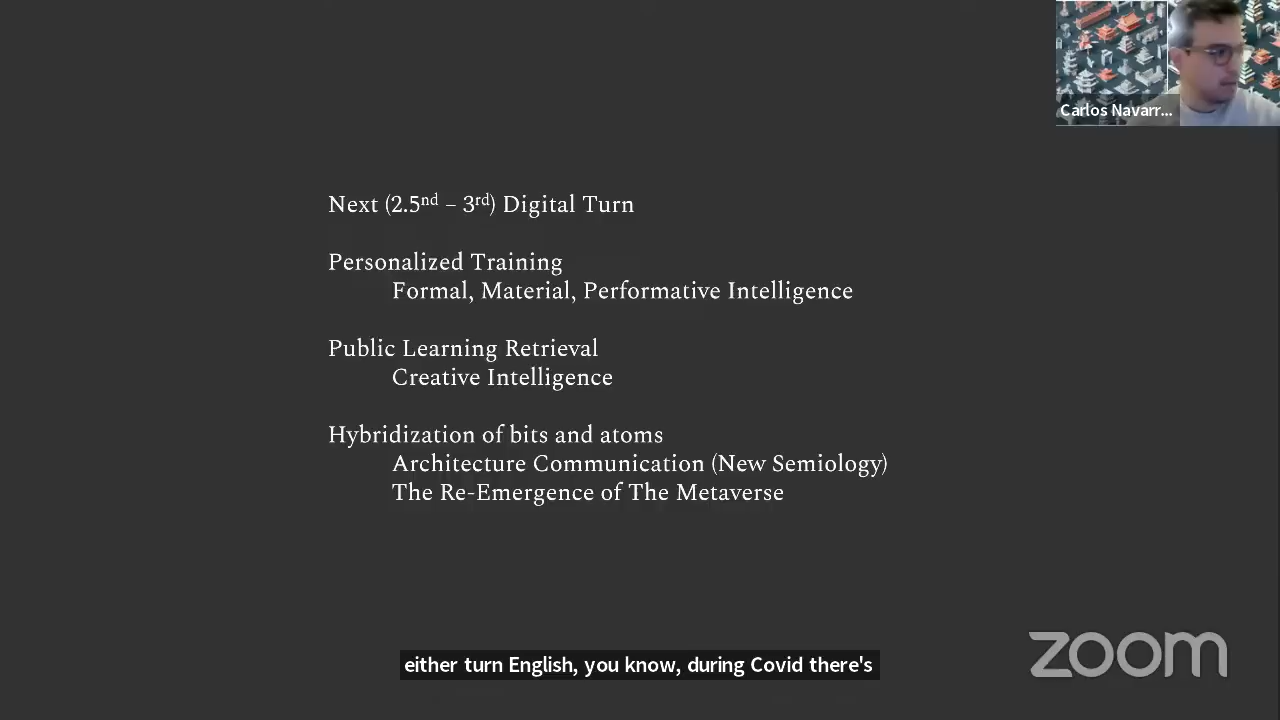 Carlos Navarr...
Next (2.5nd – 3rd) Digital Turn
Personalized Training
Formal, Material, Performative Intelligence
Public Learning Retrieval
Creative Intelligence
Hybridization of bits and atoms
Architecture Communication (New Semiology)
The Re-Emergence of The Metaverse
either turn English, you know, during Covid there's
zoom